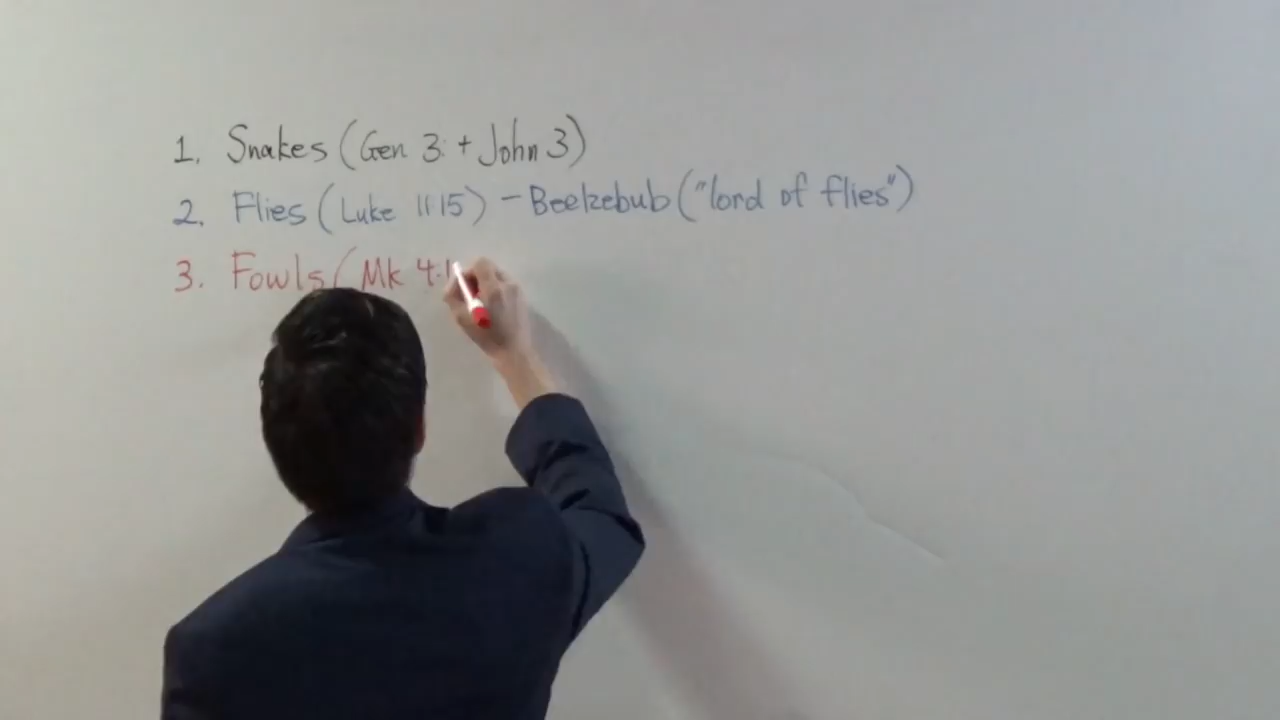 1. Snakes (Gen 3 + John 3)
2. Flies (Luke 11:15) - Beelzebub ("lord of flies")
3. Fowls (Mk 4:1